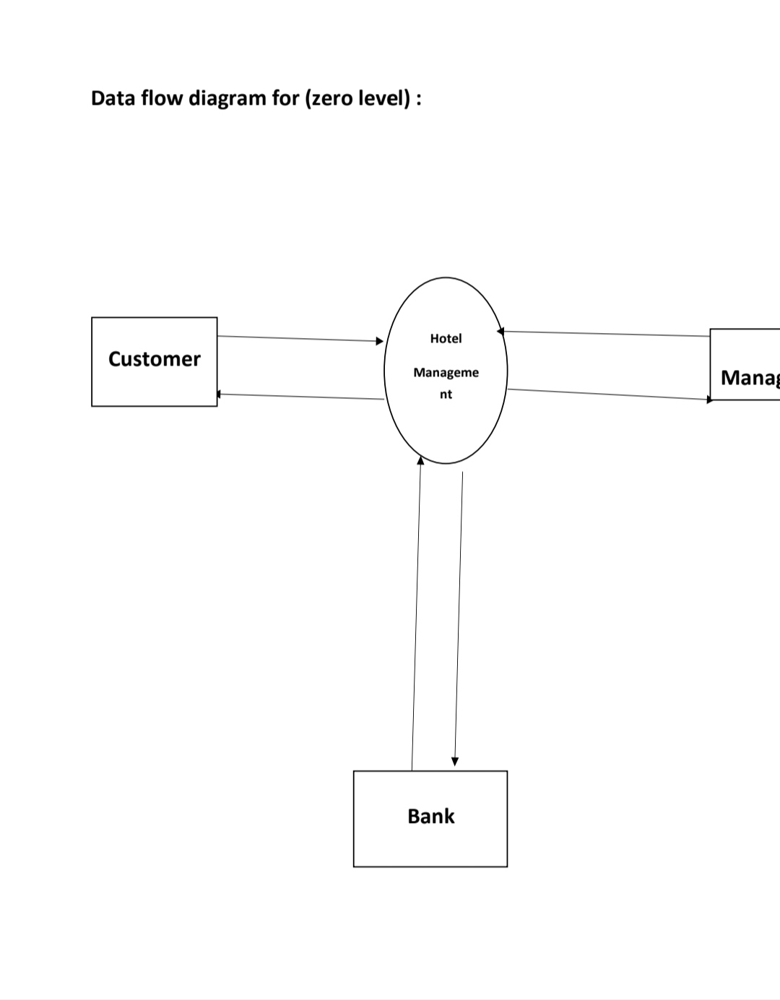 Data flow diagram for (zero level) :
Hotel
Customer
Manageme
nt
Manag
Bank